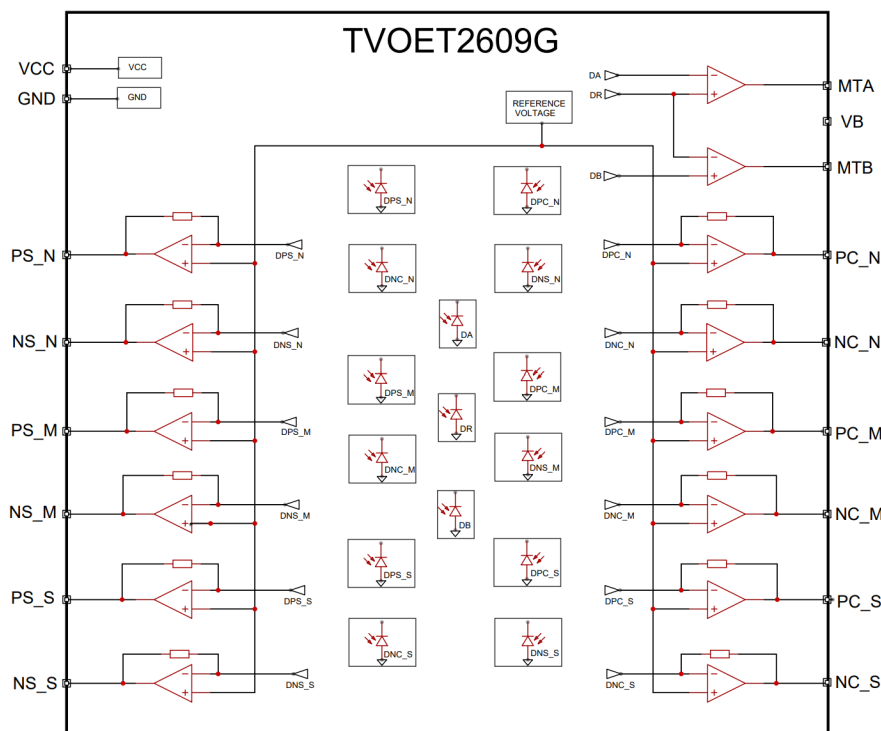 TVOET2609G
VCC
VCC
GND
GND
REFERENCE
VOLTAGE
DA
DR
MTA
VB
MTB
DB
DPS_N
DPC_N
PS_N
DPS_N
DNC_N
DNS_N
DPC_N
PC_N
NS_N
DNS_N
DA
DNC_N
NC_N
PS_M
DPS_M
DPS_M
DPC_M
DR
DPC_M
PC_M
NS_M
DNS_M
DNC_M
DNS_M
DB
DNC_M
NC_M
PS_S
DPS_S
DPS_S
DPC_S
DPC_S
PC_S
NS_S
DNS_S
DNC_S
DNS_S
DNC_S
NC_S